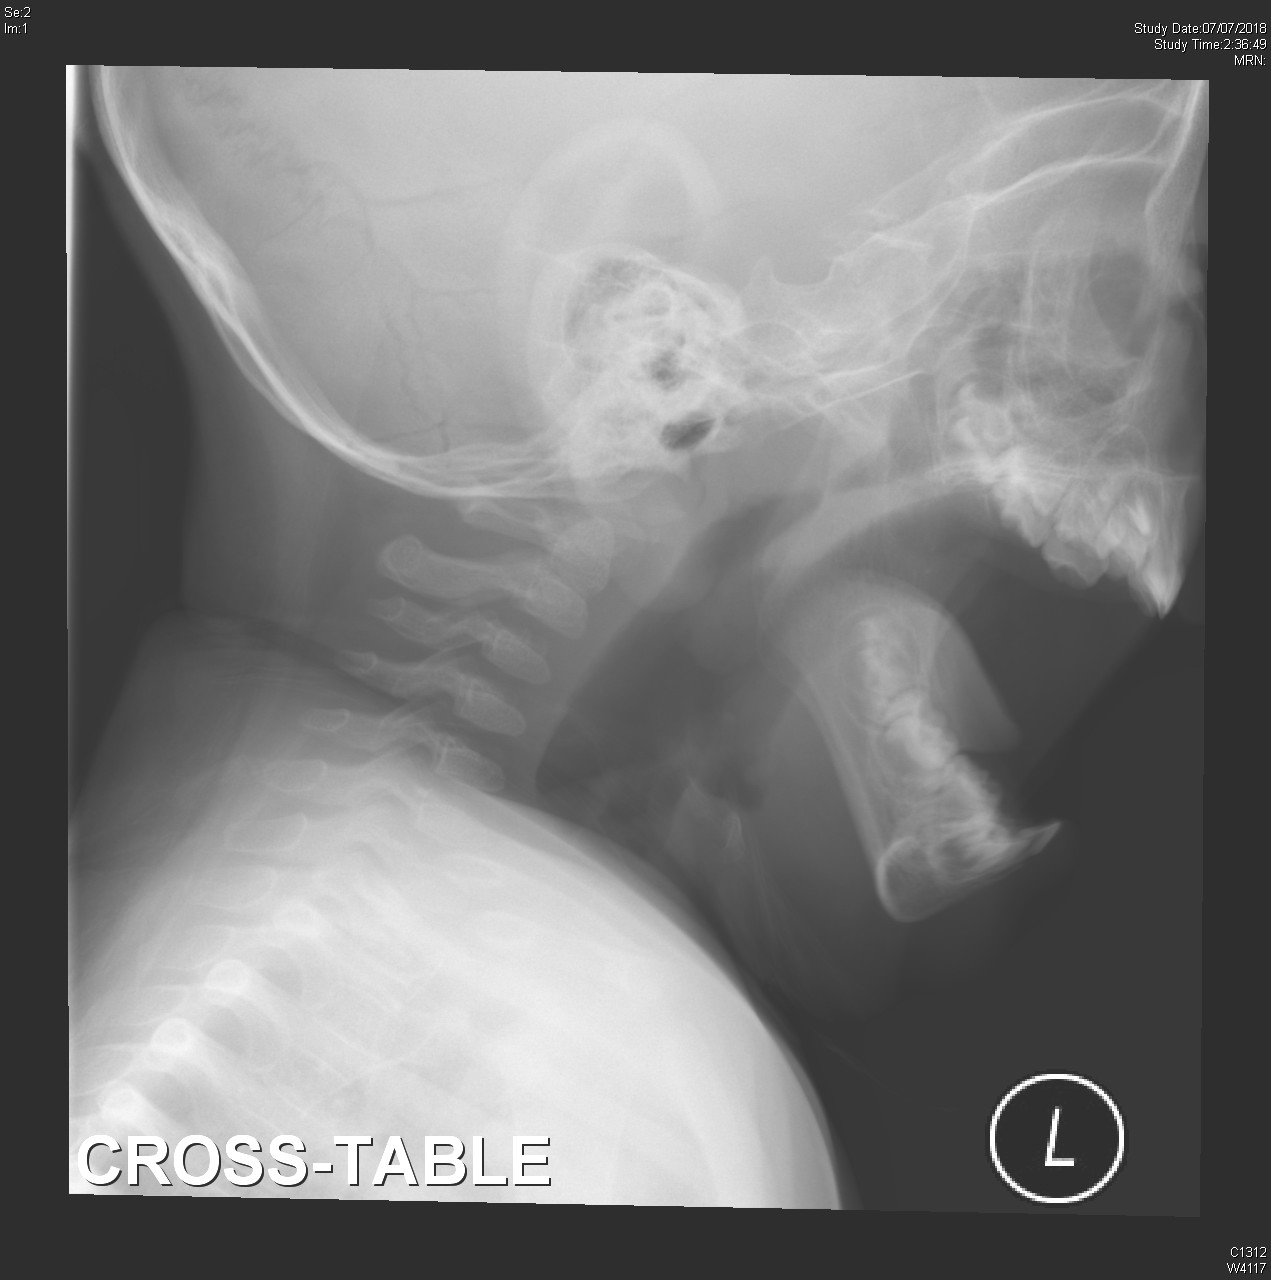 Se:2
Im:1
Study Date:07/07/2018
Study Time:2:36:49
MRN:
CROSS-TABLE
L
C1312
W4117